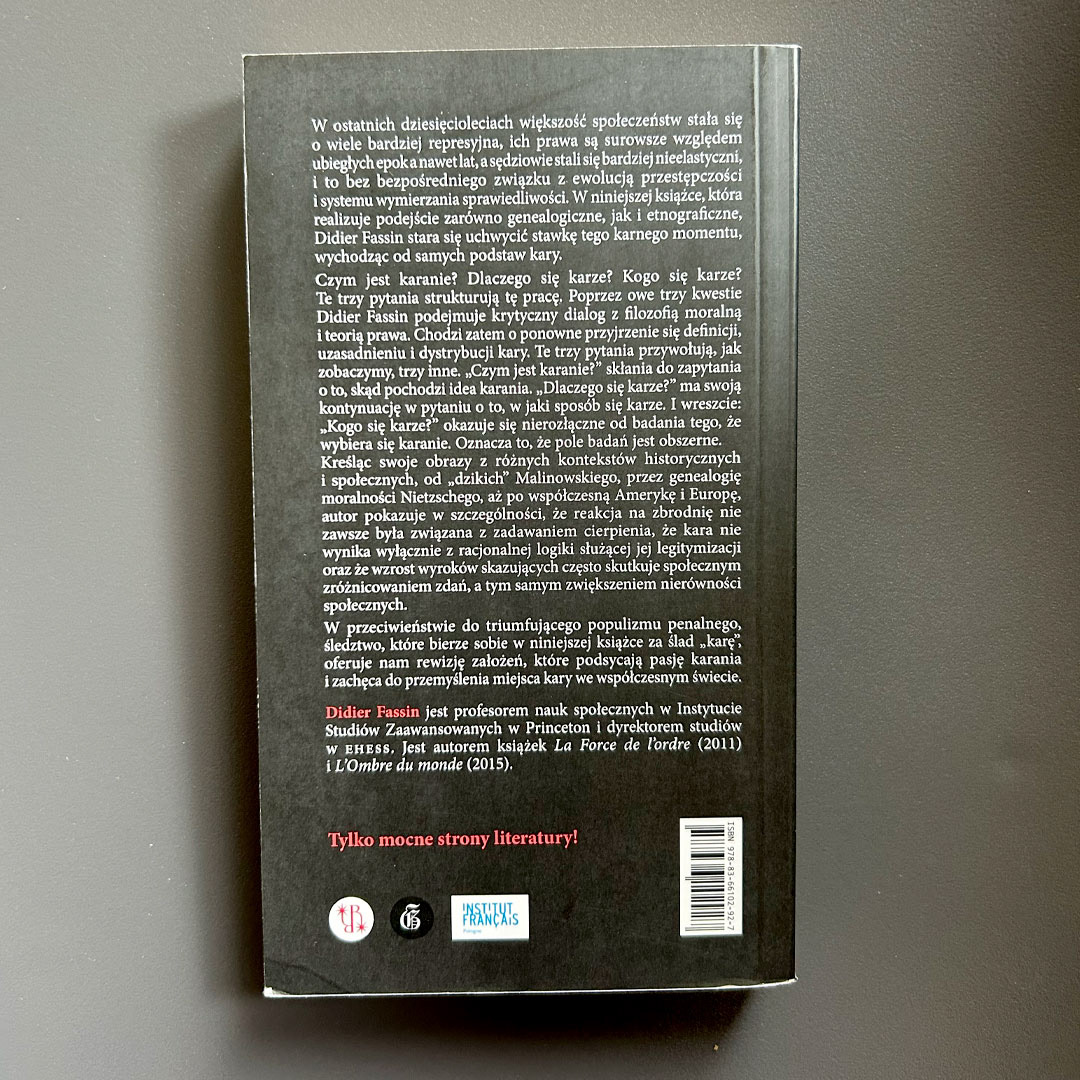 W ostatnich dziesięcioleciach większość społeczeństw stała się
o wiele bardziej represyjna, ich prawa są surowsze względem
ubiegłych epok a nawet lat, a sędziowie stali się bardziej nieelastyczni,
i to bez bezpośredniego związku z ewolucją przestępczości
i systemu wymierzania sprawiedliwości. W niniejszej książce, która
realizuje podejście zarówno genealogiczne, jak i etnograficzne,
Didier Fassin stara się uchwycić stawkę tego karnego momentu,
wychodząc od samych podstaw kary.
Czym jest karanie? Dlaczego się karze? Kogo się karze?
Te trzy pytania strukturują tę pracę. Poprzez owe trzy kwestie
Didier Fassin podejmuje krytyczny dialog z filozofią moralną
i teorią prawa. Chodzi zatem o ponowne przyjrzenie się definicji,
uzasadnieniu i dystrybucji kary. Te trzy pytania przywołują, jak
zobaczymy, trzy inne. „Czym jest karanie?” skłania do zapytania
o to, skąd pochodzi idea karania. „Dlaczego się karze?” ma swoją
kontynuację w pytaniu o to, w jaki sposób się karze. I wreszcie:
„Kogo się karze?” okazuje się nierozłączne od badania tego, że
wybiera się karanie. Oznacza to, że pole badań jest obszerne.
Kreśląc swoje obrazy z różnych kontekstów historycznych
i społecznych, od „dzikich” Malinowskiego, przez genealogię
moralności Nietzschego, aż po współczesną Amerykę i Europę,
autor pokazuje w szczególności, że reakcja na zbrodnię nie
zawsze była związana z zadawaniem cierpienia, że kara nie
wynika wyłącznie z racjonalnej logiki służącej jej legitymizacji
oraz że wzrost wyroków skazujących często skutkuje społecznym
zróżnicowaniem zdań, a tym samym zwiększeniem nierówności
społecznych.
W przeciwieństwie do triumfującego populizmu penalnego,
śledztwo, które bierze sobie w niniejszej książce za ślad „karę”,
oferuje nam rewizję założeń, które podsycają pasję karania
i zachęca do przemyślenia miejsca kary we współczesnym świecie.
Didier Fassin jest profesorem nauk społecznych w Instytucie
Studiów Zaawansowanych w Princeton i dyrektorem studiów
w EHESS. Jest autorem książek La Force de l’ordre (2011)
i L’Ombre du monde (2015).
Tylko mocne strony literatury!
INSTITUT
FRANÇAIS
Pologne
ISBN 978-83-66102-92-7